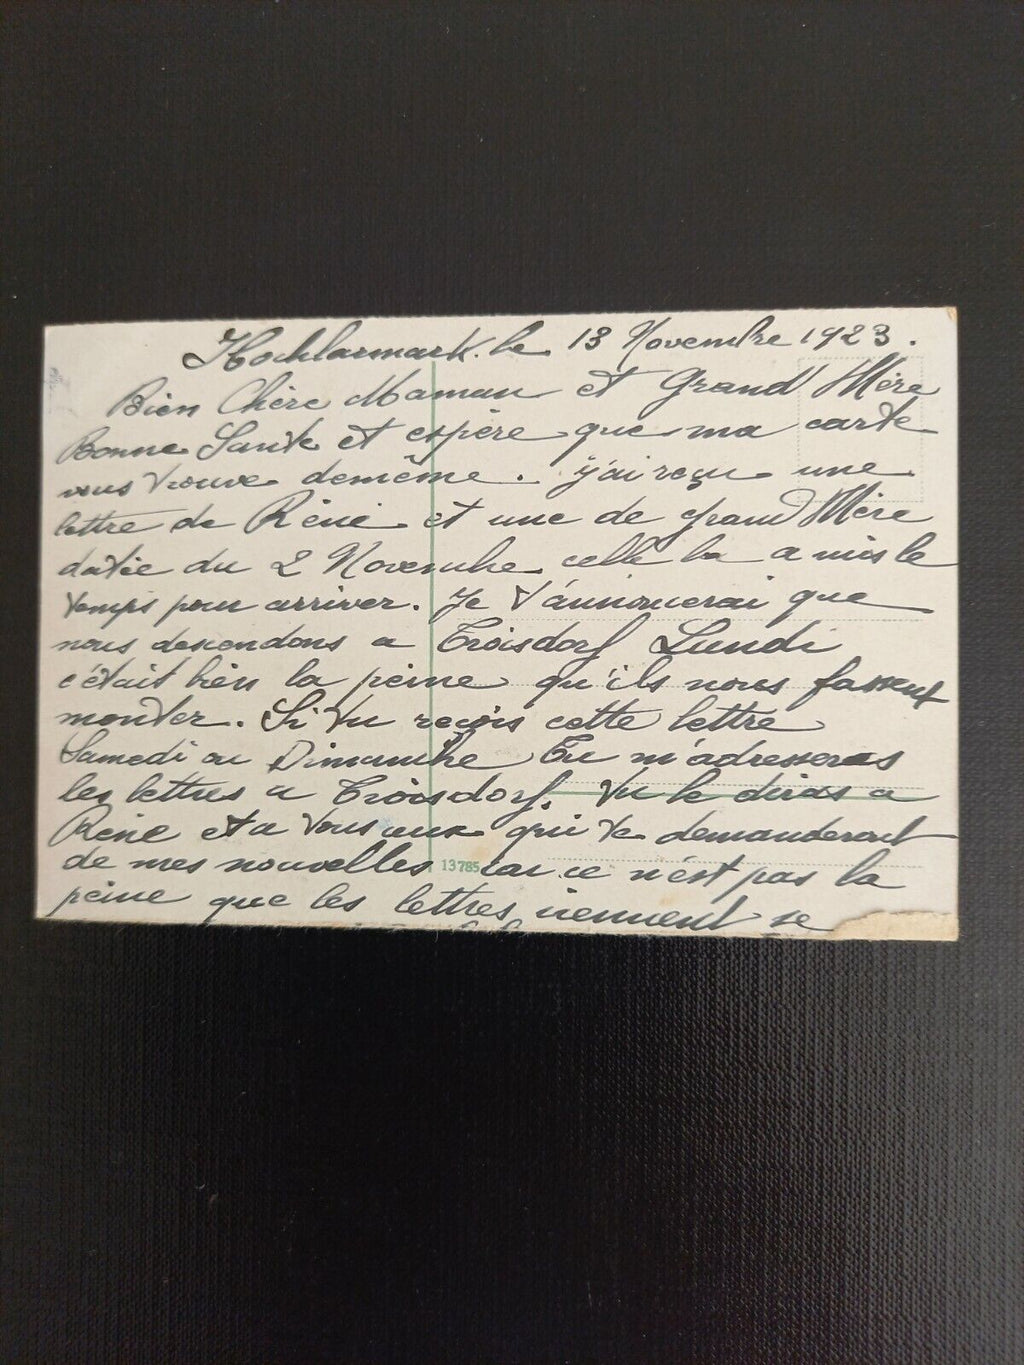 Hochlarmark. le 13 Novembre 1923.
Bien Chère Maman et Grand Mère
Bonne Santé et espère que ma carte
vous trouve demême. j'ai reçu une
lettre de Réné et une de grand Mère
datée du 2 Novembre celle la a mis le
temps pour arriver. Je t'annoncerai que
nous descendons a Troisdorf Lundi
c'était bien la peine qu'ils nous fassent
monter. Si tu reçois cette lettre
Samedi ou Dimanche Tu m'adresseras
les lettres a Troisdorf. tu le diras a
Réné et a tous ceux qui te demanderont
de mes nouvelles car ce n'est pas la
13785
peine que les lettres viennent se